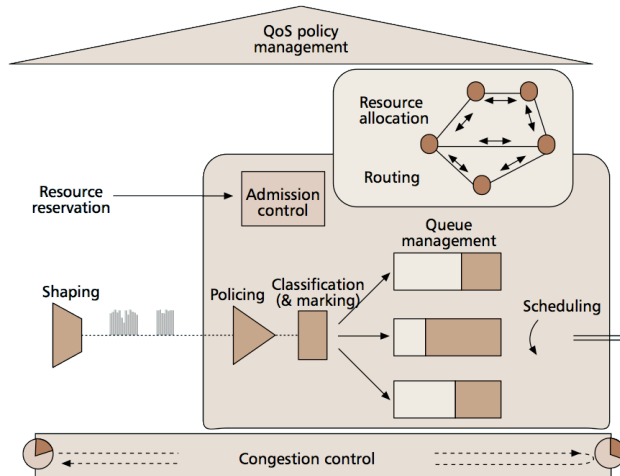 QoS policy
management
Resource
allocation
Routing
Resource
reservation
Admission
control
Queue
management
Shaping
Policing
Classification
(& marking)
Scheduling
Congestion control